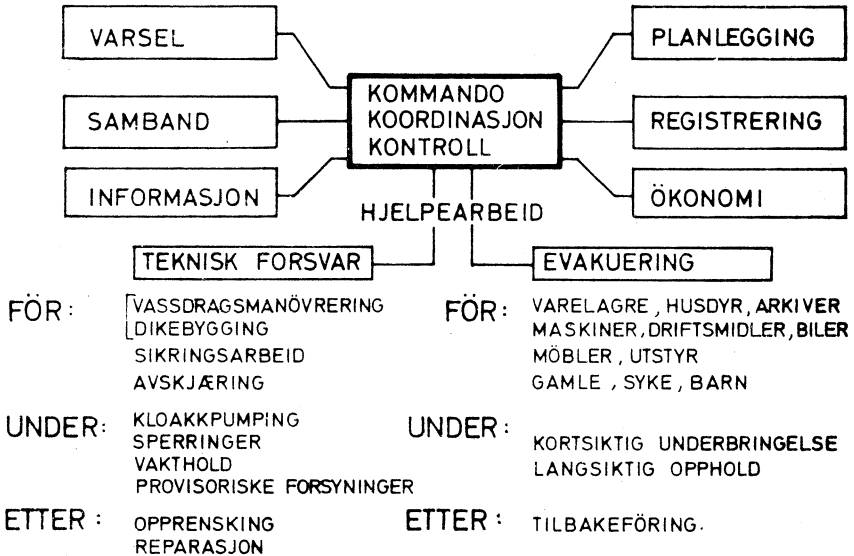 VARSEL
SAMBAND
INFORMASJON
KOMMANDO
KOORDINASJON
KONTROLL
PLANLEGGING
REGISTRERING
ÖKONOMI
HJELPEARBEID
TEKNISK FORSVAR
FÖR:
VASSDRAGSMANÖVRERING
DIKEBYGGING
SIKRINGSARBEID
AVSKJÆRING
UNDER:
KLOAKKPUMPING
SPERRINGER
VAKTHOLD
PROVISORISKE FORSYNINGER
ETTER:
OPPRENSKING
REPARASJON
EVAKUERING
FÖR:
VARELAGRE, HUSDYR, ARKIVER
MASKINER, DRIFTSMIDLER, BILER
MÖBLER, UTSTYR
GAMLE, SYKE, BARN
UNDER:
KORTSIKTIG UNDERBRINGELSE
LANGSIKTIG OPPHOLD
ETTER:
TILBAKEFÖRING.